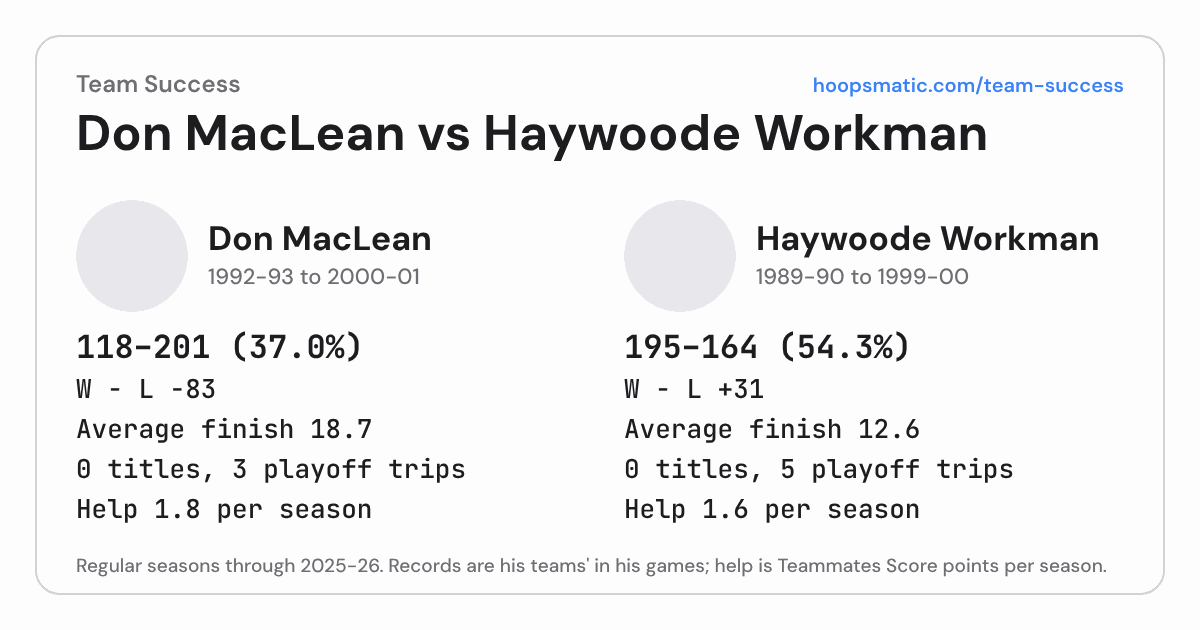 Team Success
hoopsmatic.com/team-success
Don MacLean vs Haywoode Workman
Don MacLean
1992-93 to 2000-01
118-201 (37.0%)
W - L -83
Average finish 18.7
0 titles, 3 playoff trips
Help 1.8 per season
Haywoode Workman
1989-90 to 1999-00
195-164 (54.3%)
W - L +31
Average finish 12.6
0 titles, 5 playoff trips
Help 1.6 per season
Regular seasons through 2025-26. Records are his teams' in his games; help is Teammates Score points per season.